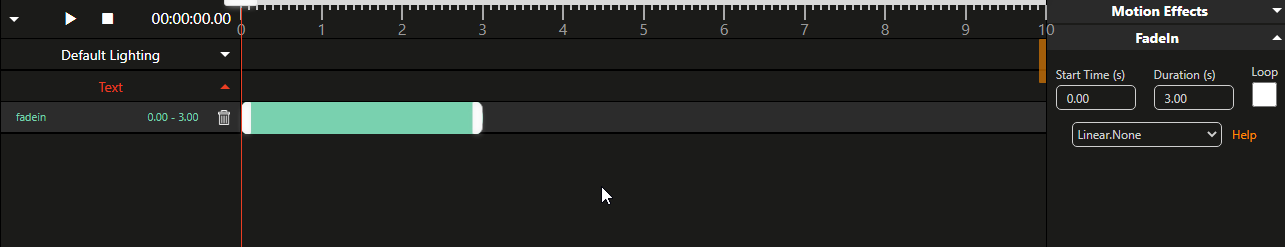 00:00:00.00
0 1 2 3 4 5 6 7 8 9 10
Motion Effects
FadeIn
Default Lighting
Text
fadein 0.00 - 3.00
Start Time (s) Duration (s) Loop
0.00 3.00
Linear.None Help